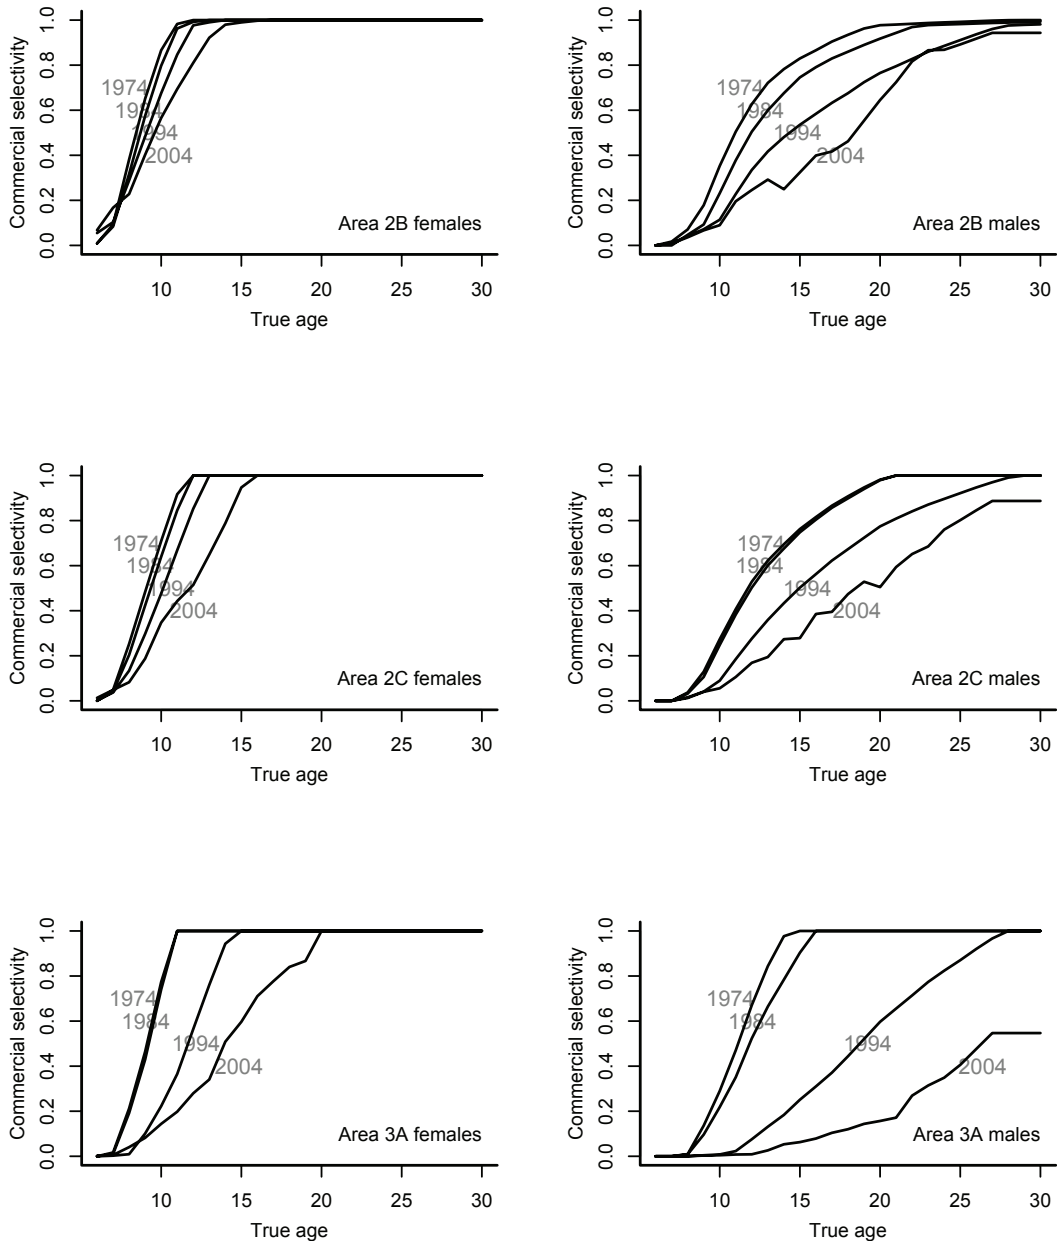 Commercial selectivity
0.0 0.2 0.4 0.6 0.8 1.0
1974
1984
1994
2004
Area 2B females
10 15 20 25 30
True age
Commercial selectivity
0.0 0.2 0.4 0.6 0.8 1.0
1974
1984
1994
2004
Area 2B males
10 15 20 25 30
True age
Commercial selectivity
0.0 0.2 0.4 0.6 0.8 1.0
1974
1984
1994
2004
Area 2C females
10 15 20 25 30
True age
Commercial selectivity
0.0 0.2 0.4 0.6 0.8 1.0
1974
1984
1994
2004
Area 2C males
10 15 20 25 30
True age
Commercial selectivity
0.0 0.2 0.4 0.6 0.8 1.0
1974
1984
1994
2004
Area 3A females
10 15 20 25 30
True age
Commercial selectivity
0.0 0.2 0.4 0.6 0.8 1.0
1974
1984
1994
2004
Area 3A males
10 15 20 25 30
True age